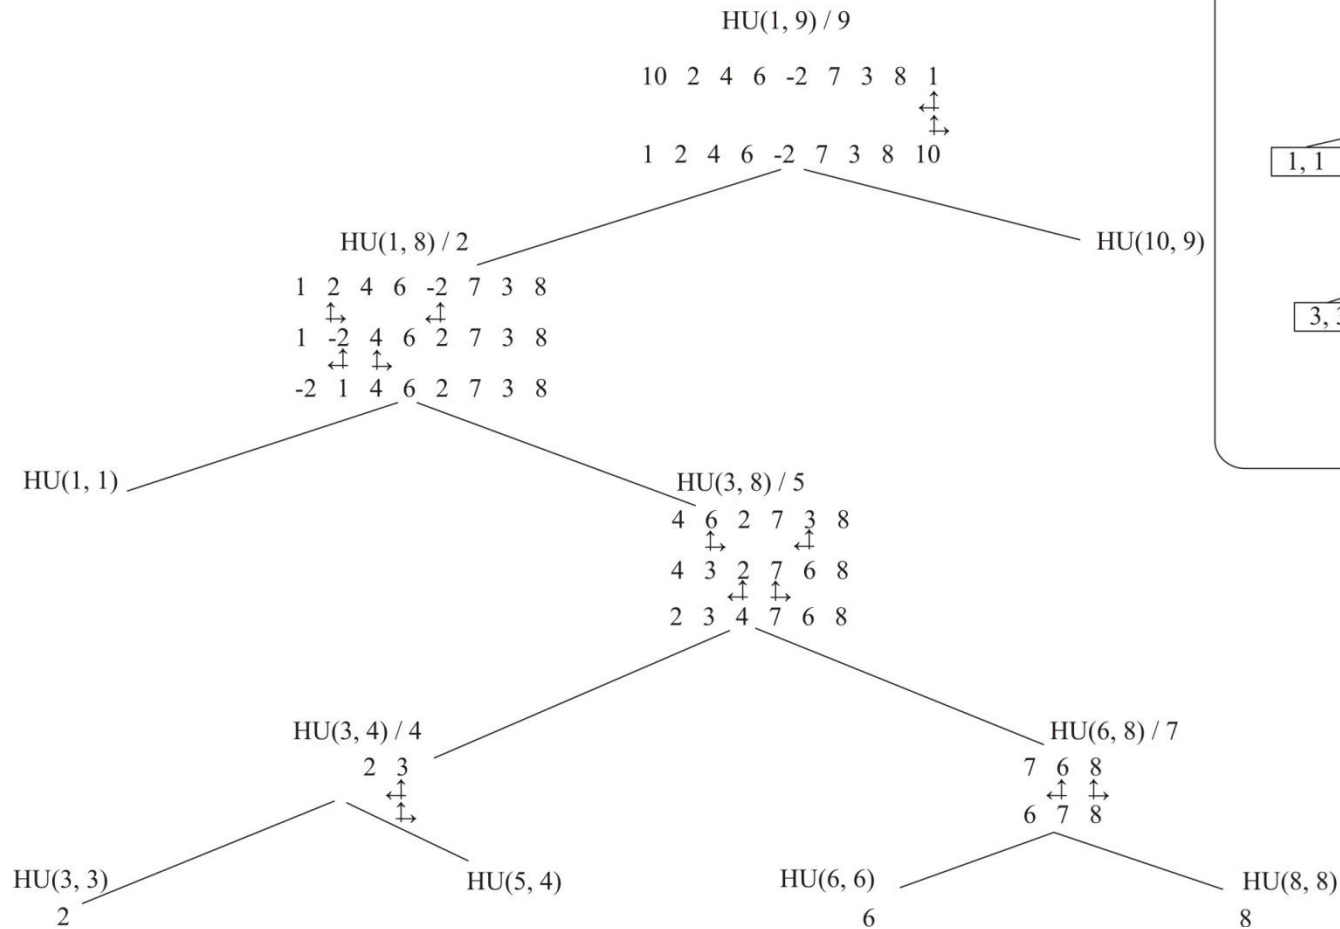 HU(1, 9) / 9
10 2 4 6 -2 7 3 8 1
1 2 4 6 -2 7 3 8 10
1, 1
HU(1, 8) / 2
HU(10, 9)
1 2 4 6 -2 7 3 8
1 -2 4 6 2 7 3 8
-2 1 4 6 2 7 3 8
HU(1, 1)
HU(3, 8) / 5
4 6 2 7 3 8
4 3 2 7 6 8
2 3 4 7 6 8
HU(3, 4) / 4
HU(6, 8) / 7
2 3
7 6 8
6 7 8
HU(3, 3)
HU(5, 4)
HU(6, 6)
HU(8, 8)
2
6
8